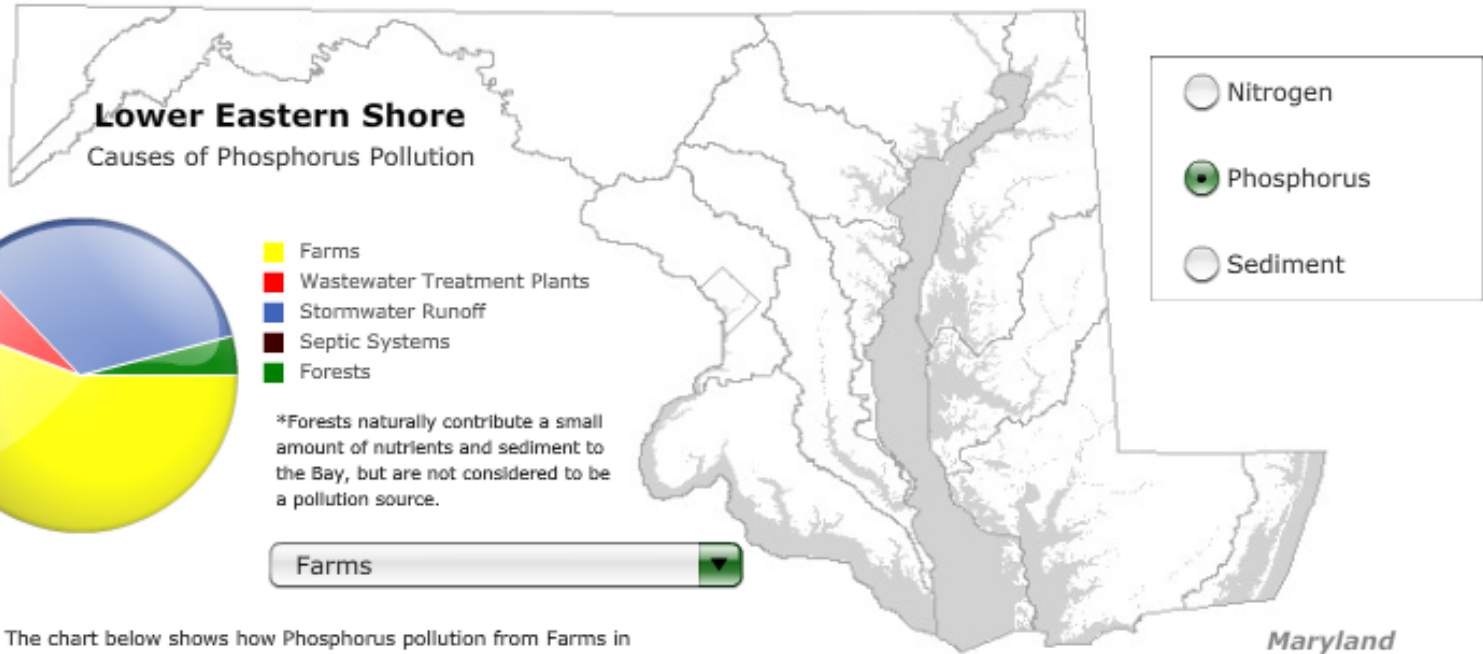 Lower Eastern Shore
Causes of Phosphorus Pollution
Farms
Wastewater Treatment Plants
Stormwater Runoff
Septic Systems
Forests
*Forests naturally contribute a small
amount of nutrients and sediment to
the Bay, but are not considered to be
a pollution source.
Farms
The chart below shows how Phosphorus pollution from Farms in
Nitrogen
Phosphorus
Sediment
Maryland